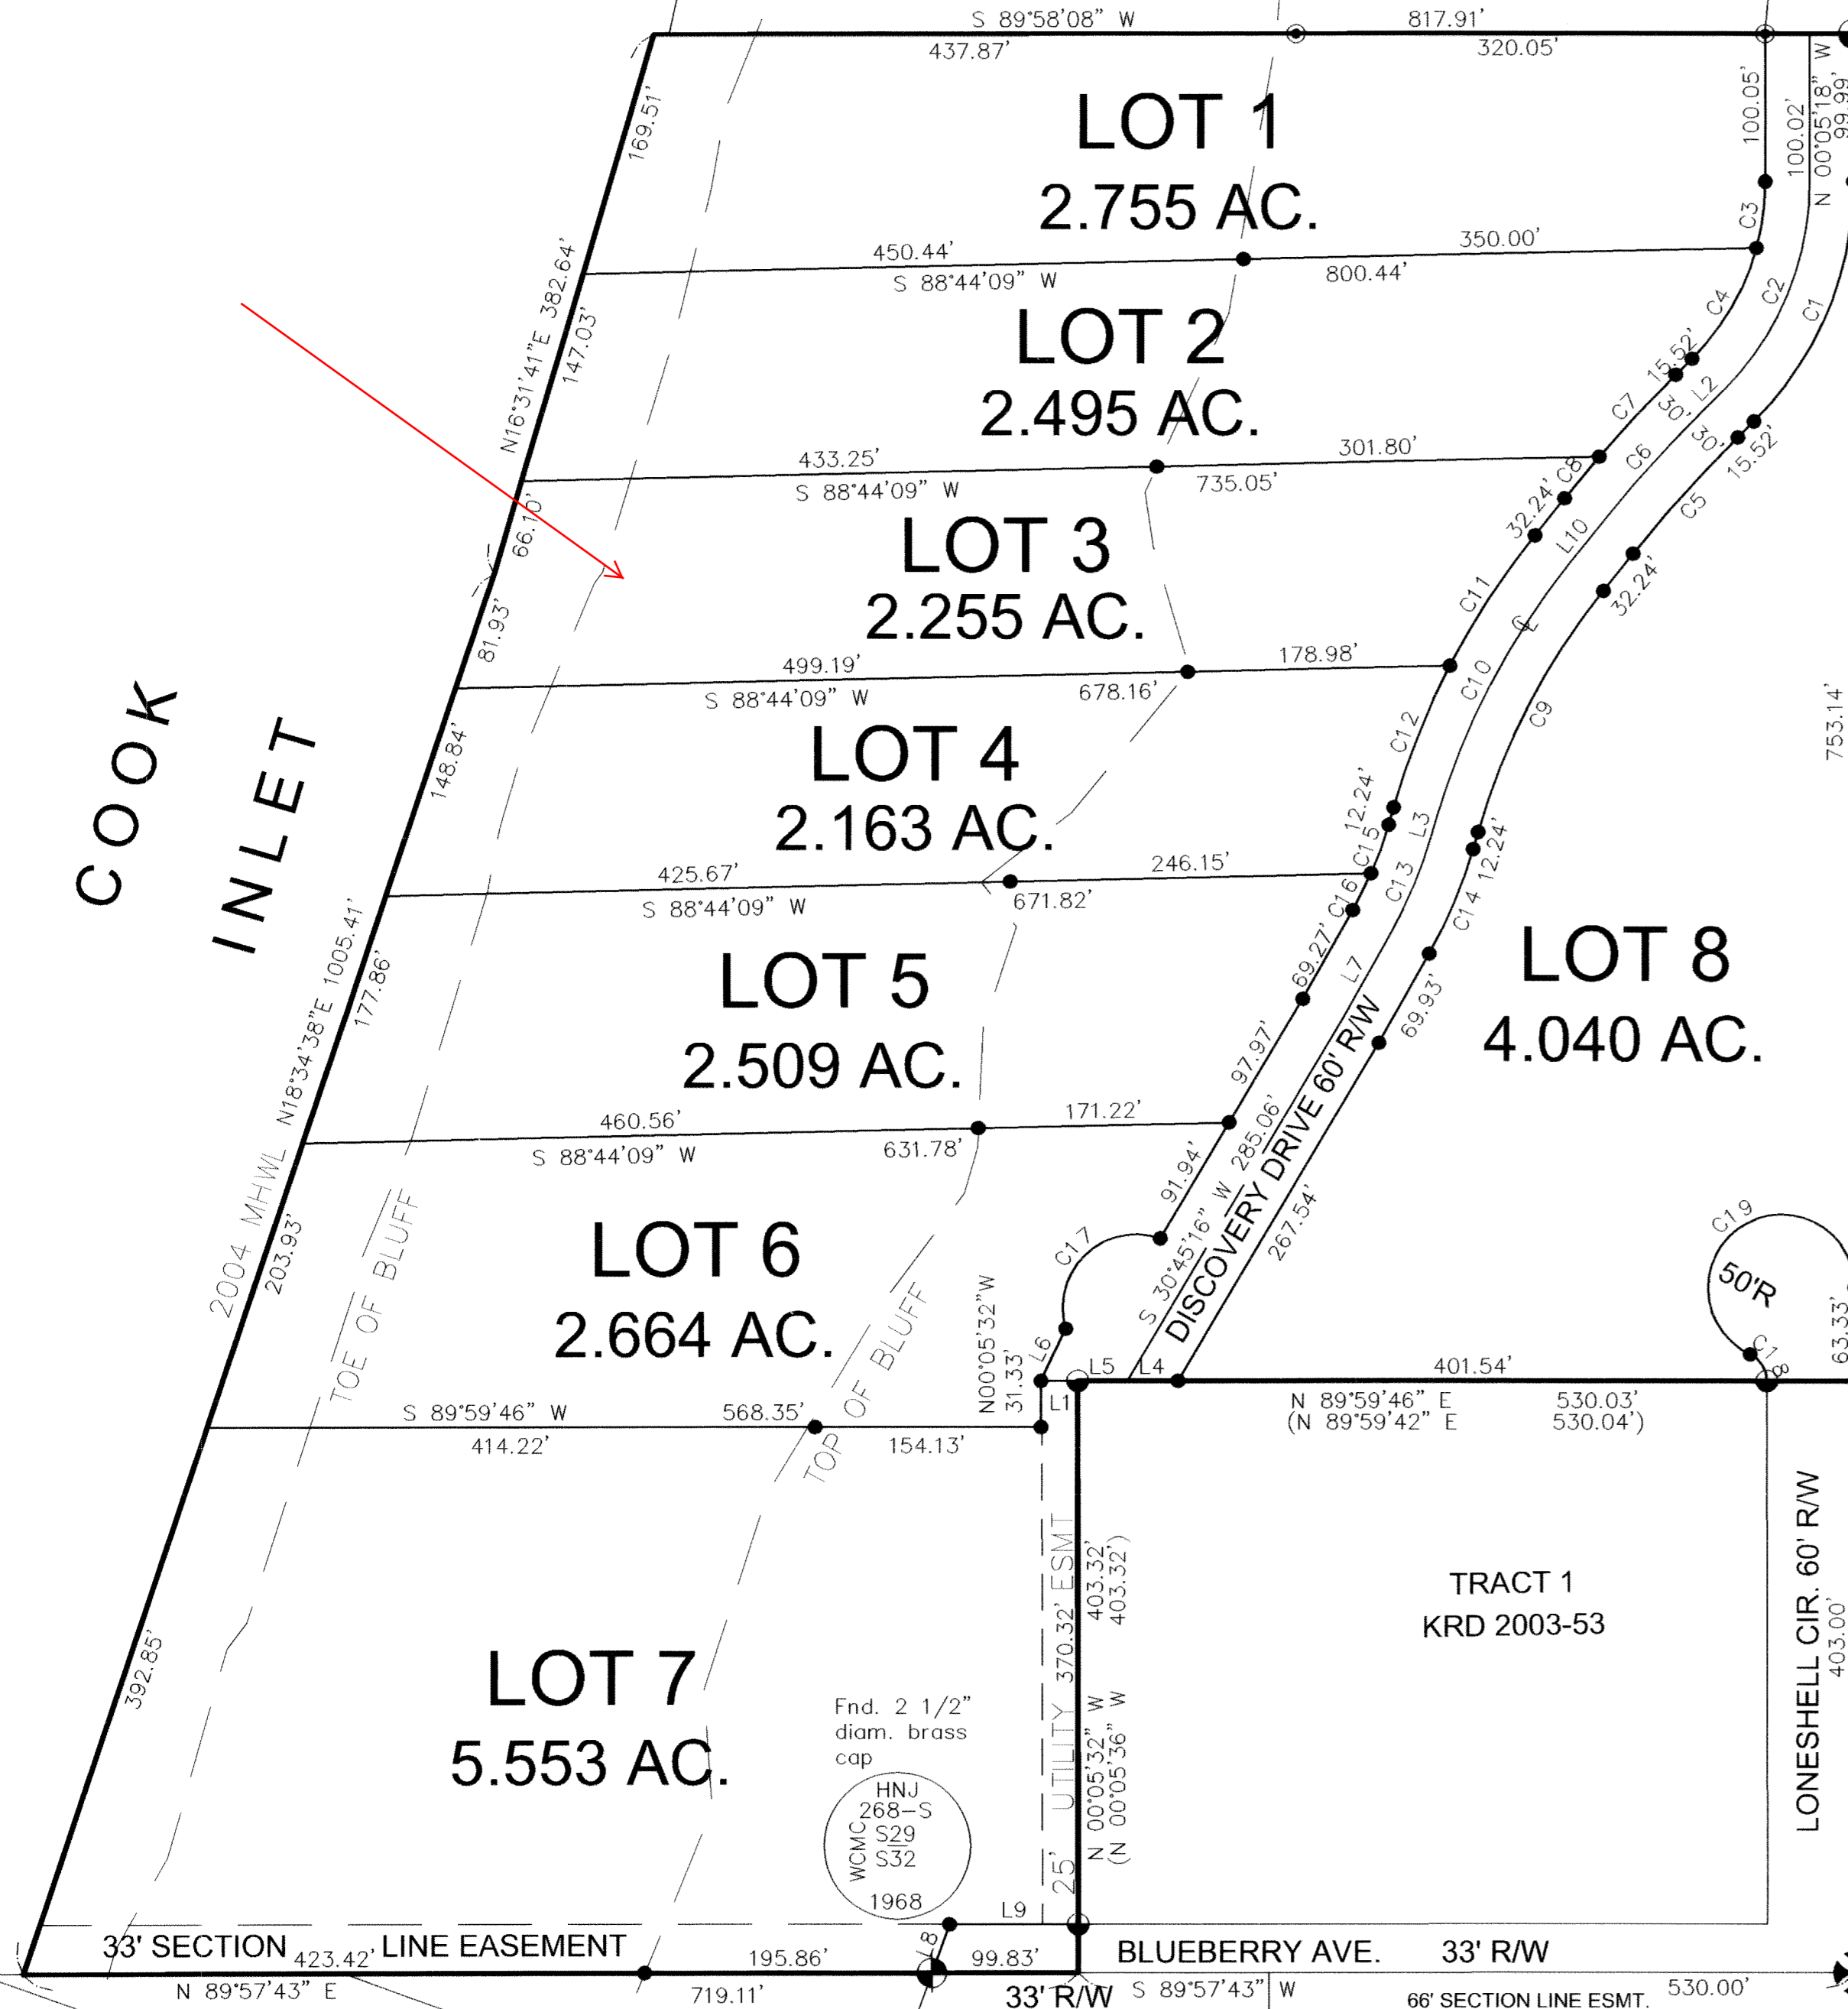 S 89°58'08" W
817.91'
437.87'
320.05'
169.51'
LOT 1
2.755 AC.
100.05'
100.02'
N 00°05'18" W
99.99'
C3
450.44'
350.00'
S 88°44'09" W
800.44'
N16°31'41"E 382.64'
147.03'
LOT 2
2.495 AC.
C4
C2
C1
15.52'
L2
30'
30'
15.52'
C7
C6
C5
433.25'
301.80'
S 88°44'09" W
735.05'
66.10'
LOT 3
2.255 AC.
C8
32.24'
L10
32.24'
C11
81.93'
499.19'
178.98'
S 88°44'09" W
678.16'
C10
C9
753.14'
COOK
INLET
148.84'
LOT 4
2.163 AC.
C12
12.24'
L3
C15
12.24'
425.67'
246.15'
S 88°44'09" W
671.82'
C16
C13
C14
N18°34'38"E 1005.41'
177.86'
LOT 5
2.509 AC.
69.27'
L7
69.93'
97.97'
LOT 8
4.040 AC.
460.56'
171.22'
S 88°44'09" W
631.78'
2004 MHWL
203.93'
TOE OF BLUFF
LOT 6
2.664 AC.
91.94'
C17
S 30°45'16" W 285.06'
DISCOVERY DRIVE 60' R/W
267.54'
C19
50'R
C18
63.33'
TOP OF BLUFF
N00°05'32"W
31.33'
L6
L5
L4
L1
401.54'
N 89°59'46" E
530.03'
(N 89°59'42" E
530.04')
S 89°59'46" W
568.35'
414.22'
154.13'
392.85'
LOT 7
5.553 AC.
25' UTILITY 370.32' ESMT
403.32'
403.32')
N 00°05'32" W
(N 00°05'36" W
TRACT 1
KRD 2003-53
LONESHELL CIR. 60' R/W
403.00'
Fnd. 2 1/2"
diam. brass
cap
HNJ
268-S
WCMC
S29
S32
1968
L9
L8
33' SECTION LINE EASEMENT
423.42'
195.86'
99.83'
BLUEBERRY AVE. 33' R/W
N 89°57'43" E
719.11'
33' R/W
S 89°57'43" W
530.00'
66' SECTION LINE ESMT.